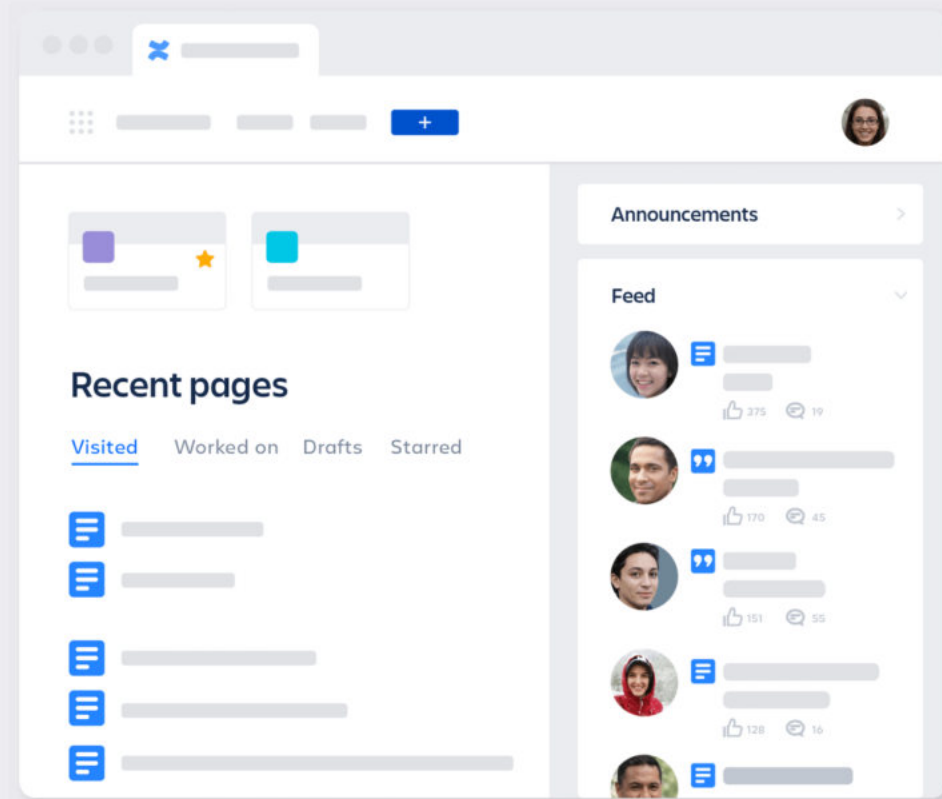 +
Announcements
Feed
375 19
Recent pages
Visited Worked on Drafts Starred
170 45
151 55
128 16